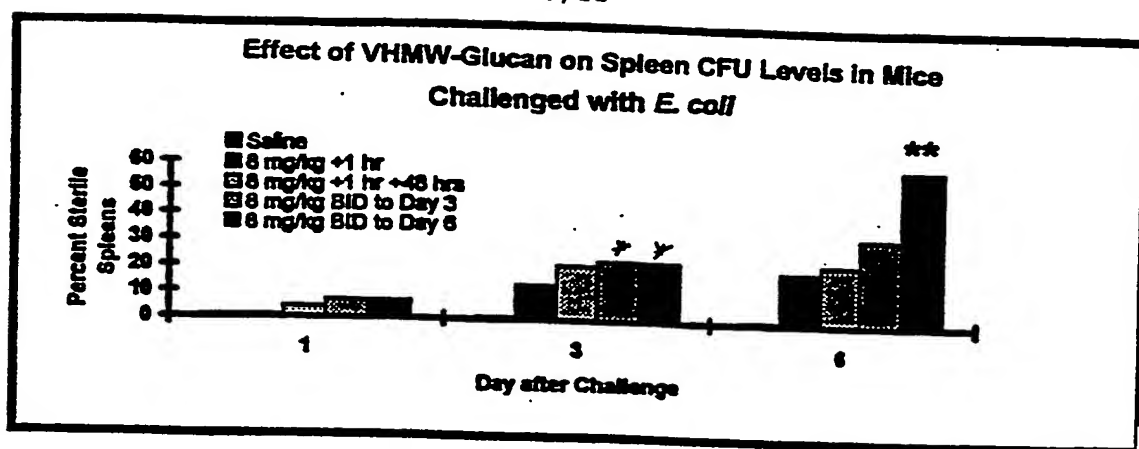 Effect of VHMW-Glucan on Spleen CFU Levels in Mice
Challenged with E. coli
**
Saline
8 mg/kg +1 hr
8 mg/kg +1 hr +48 hrs
8 mg/kg BID to Day 3
8 mg/kg BID to Day 6
Percent Sterile
Spleens
60
50
40
30
20
10
0
* *
1 3 6
Day after Challenge